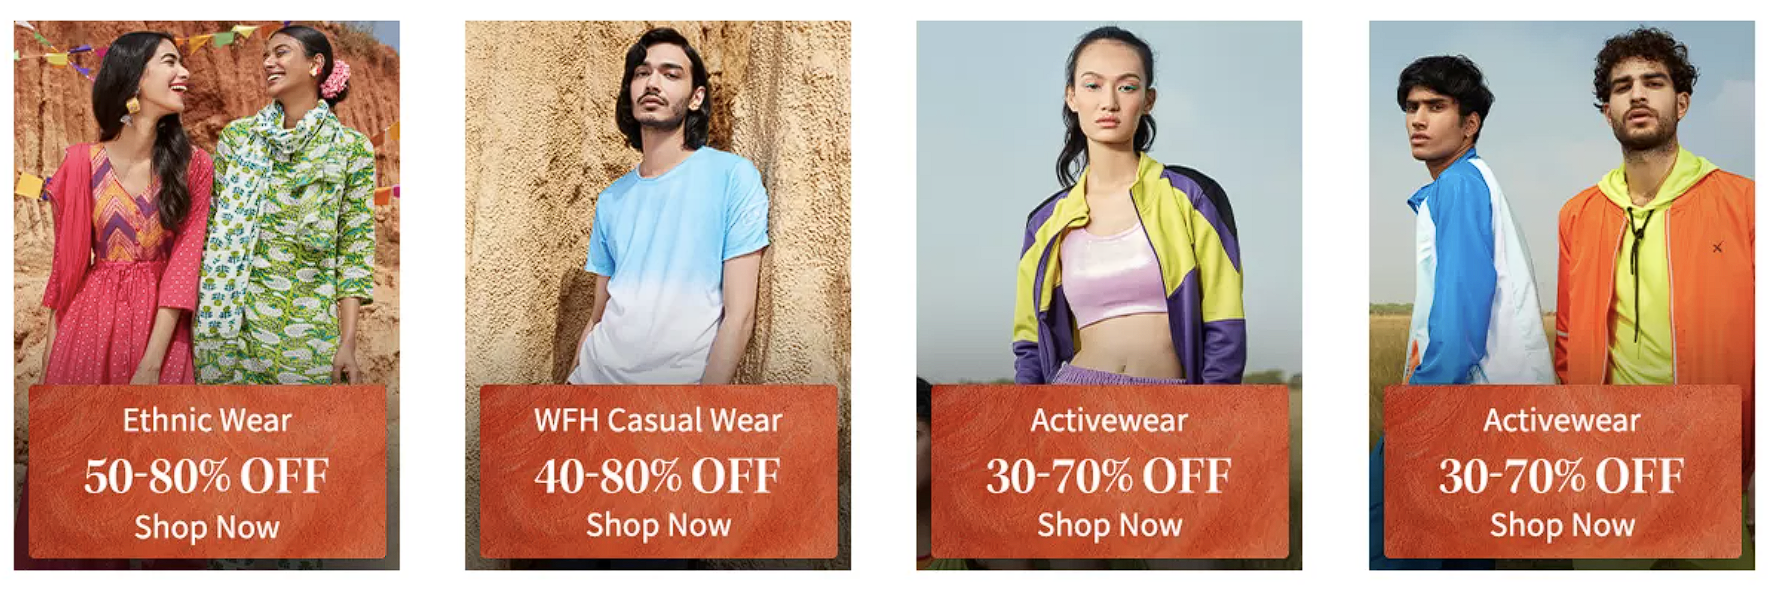 Ethnic Wear
50-80% OFF
Shop Now
WFH Casual Wear
40-80% OFF
Shop Now
Activewear
30-70% OFF
Shop Now
Activewear
30-70% OFF
Shop Now